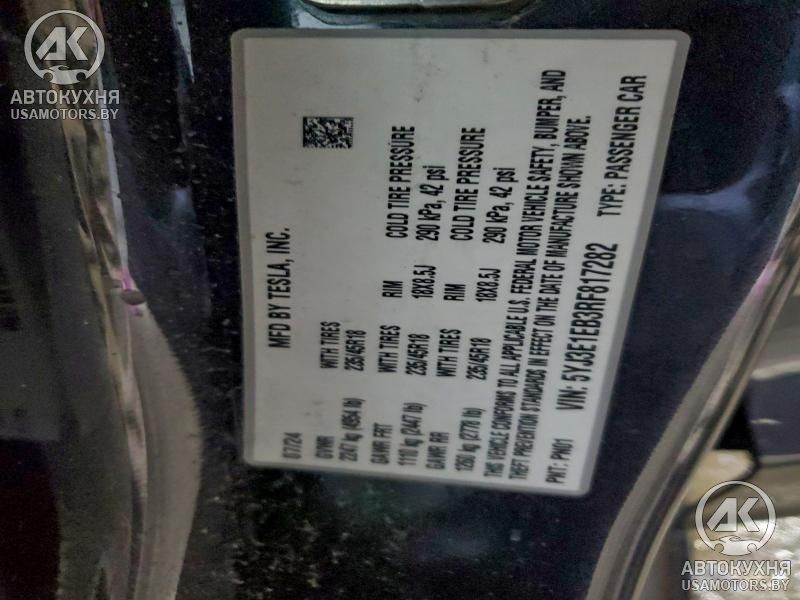 АК
АВТОКУХНЯ
USAMOTORS.BY
MFD BY TESLA, INC.
07/24
GVWR WITH TIRES RIM COLD TIRE PRESSURE
2247 kg (4954 lb) 235/45R18 18X8.5J 290 kPa, 42 psi
GAWR FRT WITH TIRES RIM COLD TIRE PRESSURE
1110 kg (2447 lb) 235/45R18 18X8.5J 290 kPa, 42 psi
GAWR RR WITH TIRES
1260 kg (2778 lb) 235/45R18
THIS VEHICLE CONFORMS TO ALL APPLICABLE U.S. FEDERAL MOTOR VEHICLE SAFETY, BUMPER, AND
THEFT PREVENTION STANDARDS IN EFFECT ON THE DATE OF MANUFACTURE SHOWN ABOVE.
PNT: PN01 VIN: 5YJ3E1EB3RF817282 TYPE: PASSENGER CAR
АК
АВТОКУХНЯ
USAMOTORS.BY